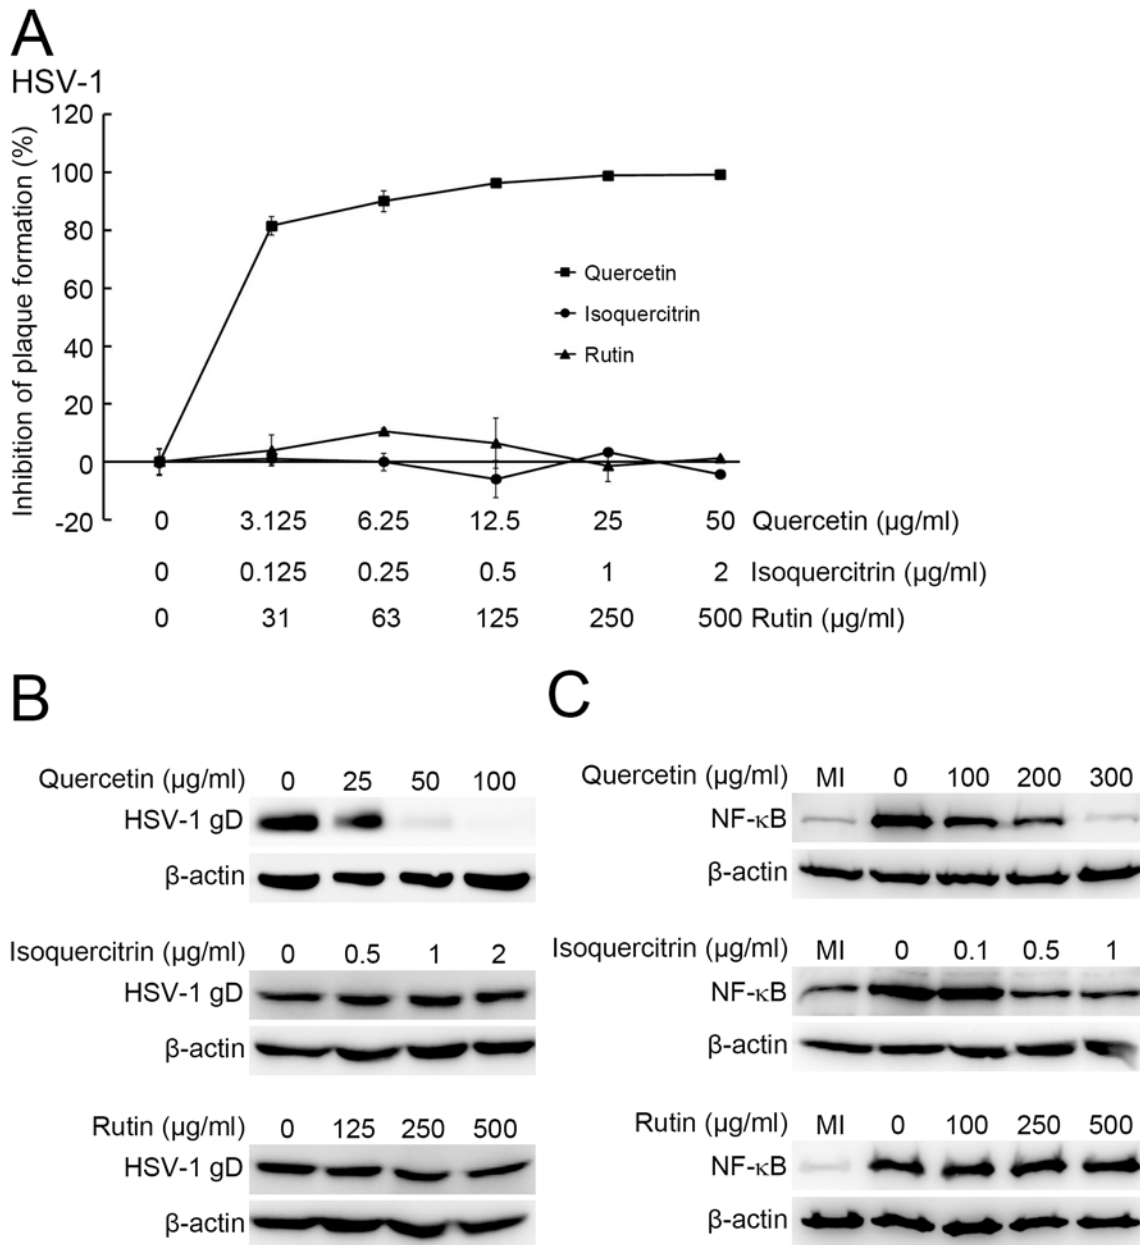 A
HSV-1
Inhibition of plaque formation (%)
120
100
80
60
40
20
0
-20
Quercetin
Isoquercitrin
Rutin
0 3.125 6.25 12.5 25 50 Quercetin (μg/ml)
0 0.125 0.25 0.5 1 2 Isoquercitrin (μg/ml)
0 31 63 125 250 500 Rutin (μg/ml)
B
Quercetin (μg/ml) 0 25 50 100
HSV-1 gD
β-actin
Isoquercitrin (μg/ml) 0 0.5 1 2
HSV-1 gD
β-actin
Rutin (μg/ml) 0 125 250 500
HSV-1 gD
β-actin
C
Quercetin (μg/ml) MI 0 100 200 300
NF-κB
β-actin
Isoquercitrin (μg/ml) MI 0 0.1 0.5 1
NF-κB
β-actin
Rutin (μg/ml) MI 0 100 250 500
NF-κB
β-actin